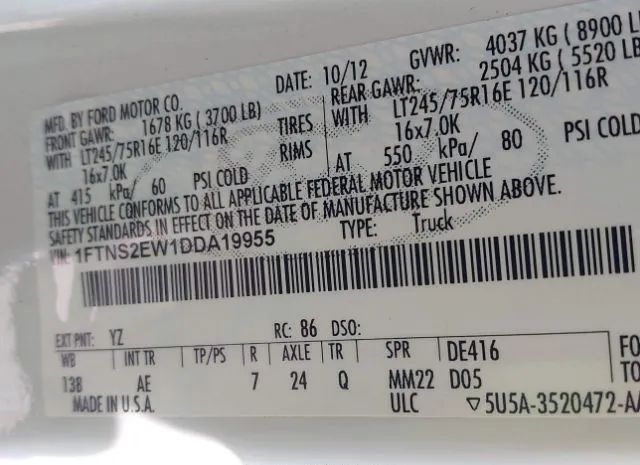 MFD. BY FORD MOTOR CO. DATE: 10/12 GVWR: 4037 KG ( 8900
FRONT GAWR: 1678 KG ( 3700 LB) REAR GAWR: 2504 KG ( 5520 LB
WITH LT245/75R16E 120/116R TIRES WITH LT245/75R16E 120/116R
16x7.0K RIMS 16x7.0K
AT 415 kPa/ 60 PSI COLD AT 550 kPa/ 80 PSI COLD
THIS VEHICLE CONFORMS TO ALL APPLICABLE FEDERAL MOTOR VEHICLE
SAFETY STANDARDS IN EFFECT ON THE DATE OF MANUFACTURE SHOWN ABOVE.
VIN: 1FTNS2EW1DDA19955 TYPE: Truck
EXT PNT: YZ RC: 86 DSO:
WB INT TR TP/PS R AXLE TR SPR DE416
138 AE 7 24 Q MM22 D05
MADE IN U.S.A. ULC ▽5U5A-3520472-A